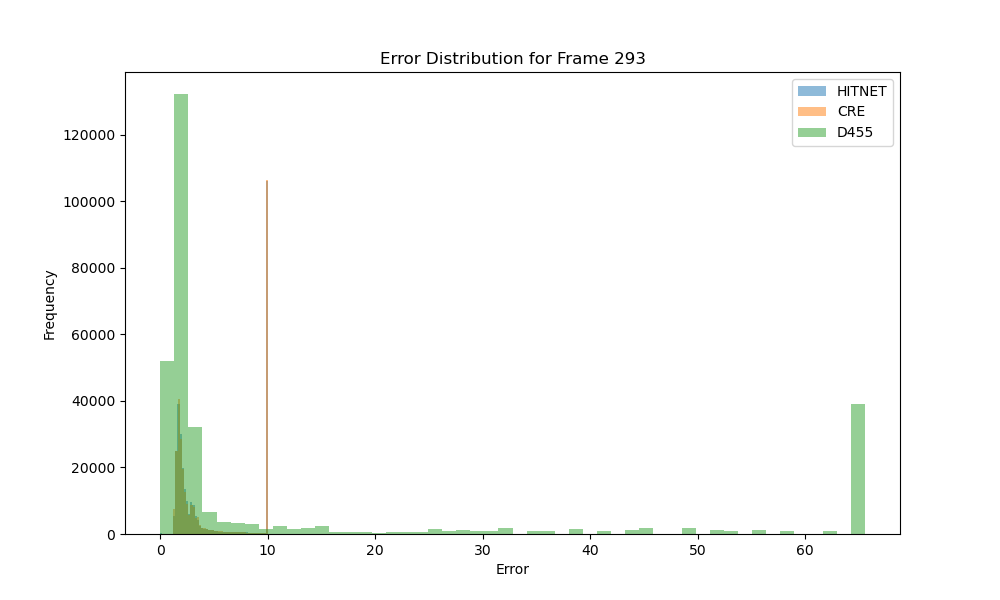 Error Distribution for Frame 293
HITNET
CRE
D455
120000
100000
80000
60000
40000
20000
0
Frequency
0 10 20 30 40 50 60
Error